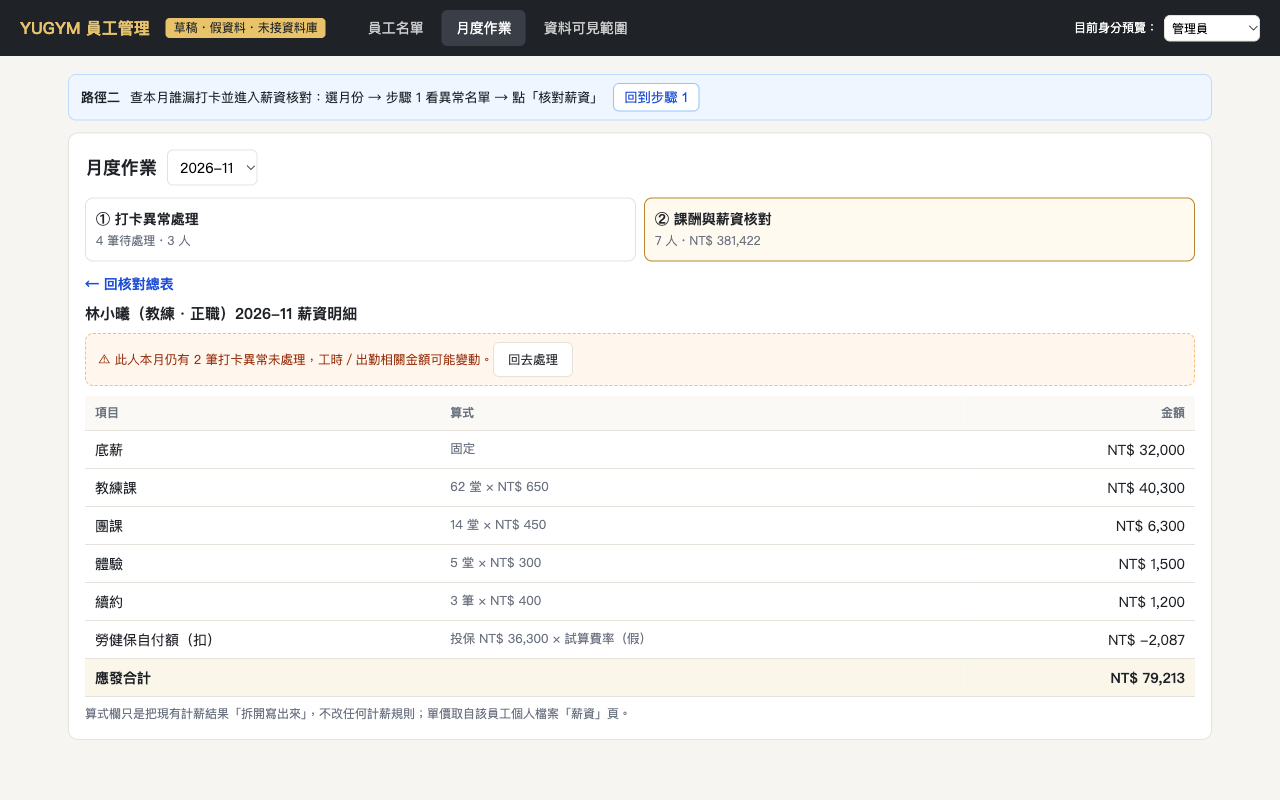 YUGYM 員工管理 草稿・假資料・未接資料庫 員工名單 月度作業 資料可見範圍 目前身分預覽： 管理員
路徑二 查本月誰漏打卡並進入薪資核對：選月份 → 步驟 1 看異常名單 → 點「核對薪資」 回到步驟 1
月度作業 2026-11
① 打卡異常處理
4 筆待處理・3 人
② 課酬與薪資核對
7 人・NT$ 381,422
← 回核對總表
林小曦（教練・正職）2026-11 薪資明細
⚠ 此人本月仍有 2 筆打卡異常未處理，工時 / 出勤相關金額可能變動。 回去處理
項目 算式 金額
底薪 固定 NT$ 32,000
教練課 62 堂 × NT$ 650 NT$ 40,300
團課 14 堂 × NT$ 450 NT$ 6,300
體驗 5 堂 × NT$ 300 NT$ 1,500
續約 3 筆 × NT$ 400 NT$ 1,200
勞健保自付額（扣） 投保 NT$ 36,300 × 試算費率（假） NT$ -2,087
應發合計 NT$ 79,213
算式欄只是把現有計薪結果「拆開寫出來」，不改任何計薪規則；單價取自該員工個人檔案「薪資」頁。